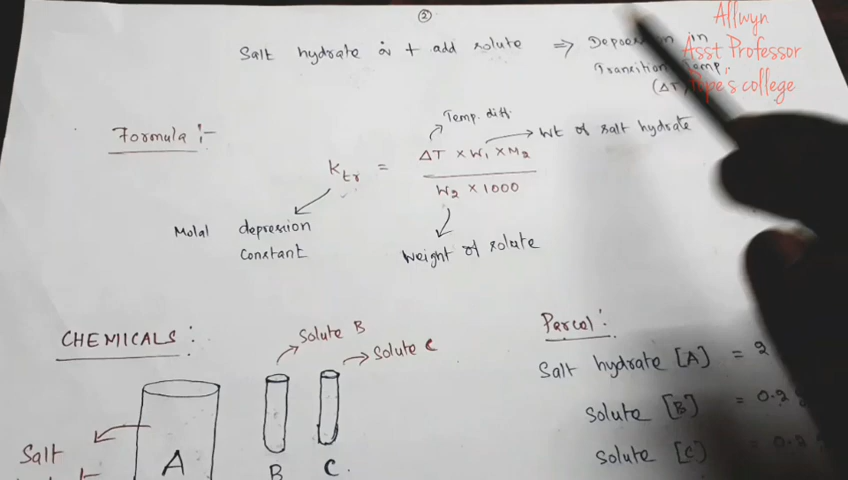 ②
Salt hydrate + add solute ⇒ in
Allwyn
Asst Professor
Transition Temp.
(ΔT) Pope's college
Formula :-
Temp. diff.
Ktr = ΔT × W1 × M2
W2 × 1000
Wt of salt hydrate
Molal depression
Constant
Weight of solute
CHEMICALS :
Solute B
Solute C
Parcel :
Salt hydrate [A] = 2
solute [B] = 0.2
solute [C] = 0.2
Salt
A
B
C.